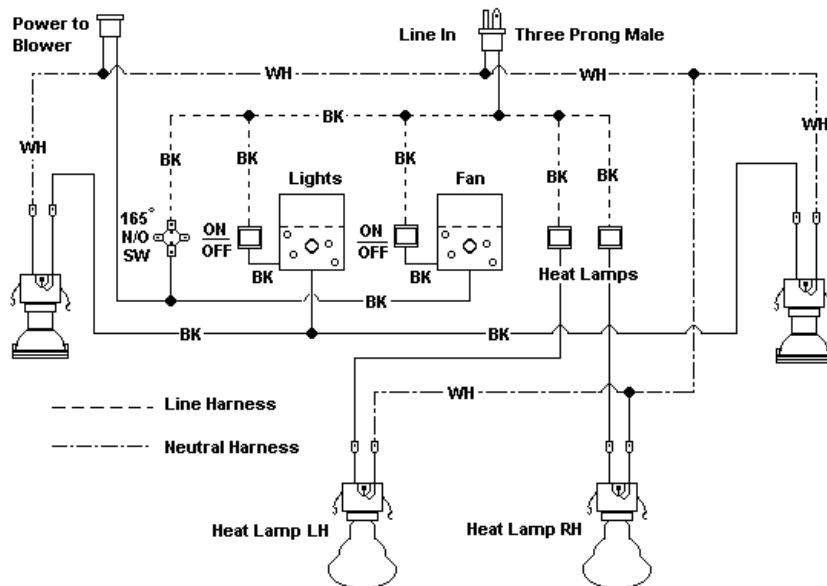 Power to
Blower
Line In
Three Prong Male
WH
WH
BK
WH
WH
BK
BK
BK
BK
BK
Lights
Fan
165°
N/O
SW
ON
OFF
ON
OFF
BK
BK
Heat Lamps
BK
BK
BK
WH
Line Harness
Neutral Harness
Heat Lamp LH
Heat Lamp RH